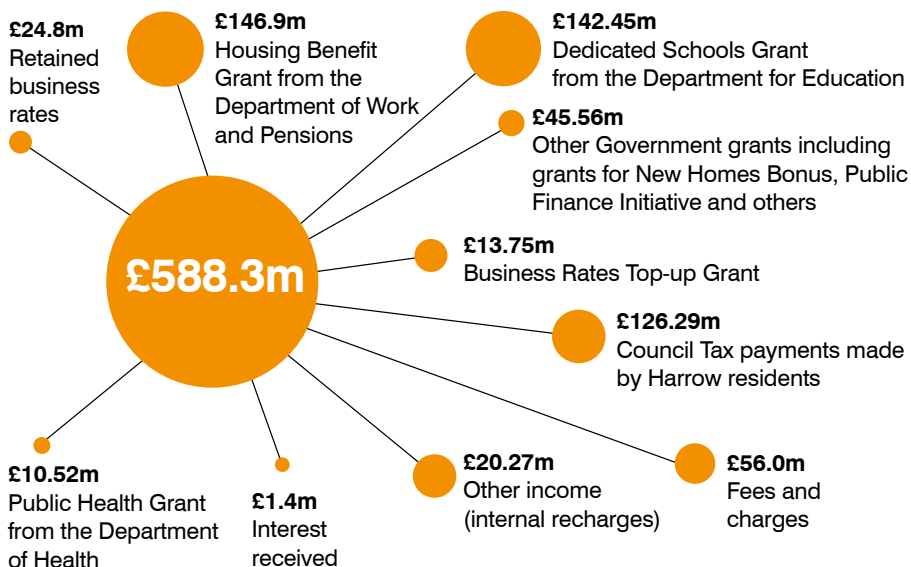 £24.8m
Retained
business
rates
£146.9m
Housing Benefit
Grant from the
Department of Work
and Pensions
£142.45m
Dedicated Schools Grant
from the Department for Education
£45.56m
Other Government grants including
grants for New Homes Bonus, Public
Finance Initiative and others
£13.75m
Business Rates Top-up Grant
£588.3m
£126.29m
Council Tax payments made
by Harrow residents
£10.52m
Public Health Grant
from the Department
of Health
£1.4m
Interest
received
£20.27m
Other income
(internal recharges)
£56.0m
Fees and
charges